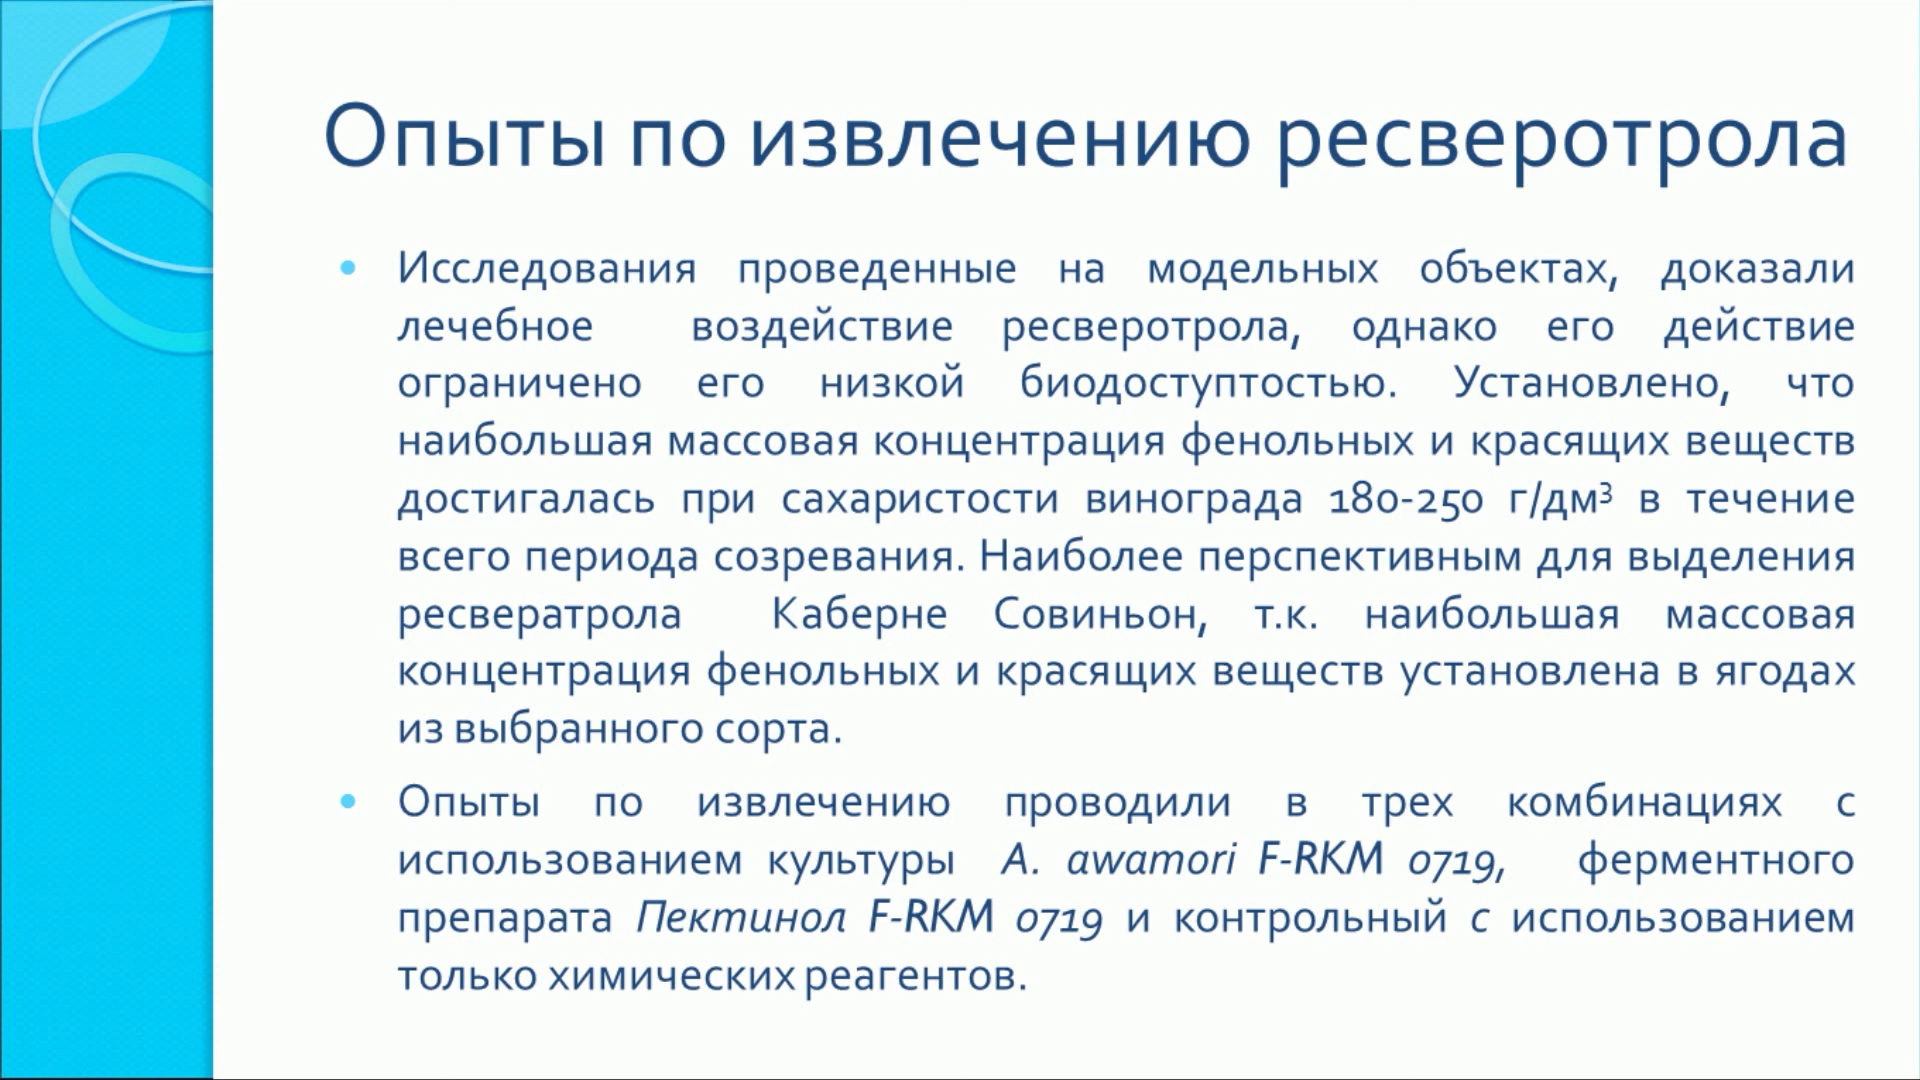 Опыты по извлечению ресверотрола
• Исследования проведенные на модельных объектах, доказали
лечебное воздействие ресверотрола, однако его действие
ограничено его низкой биодоступтостью. Установлено, что
наибольшая массовая концентрация фенольных и красящих веществ
достигалась при сахаристости винограда 180-250 г/дм³ в течение
всего периода созревания. Наиболее перспективным для выделения
ресвератрола Каберне Совиньон, т.к. наибольшая массовая
концентрация фенольных и красящих веществ установлена в ягодах
из выбранного сорта.
• Опыты по извлечению проводили в трех комбинациях с
использованием культуры A. awamori F-RKM 0719, ферментного
препарата Пектинол F-RKM 0719 и контрольный с использованием
только химических реагентов.